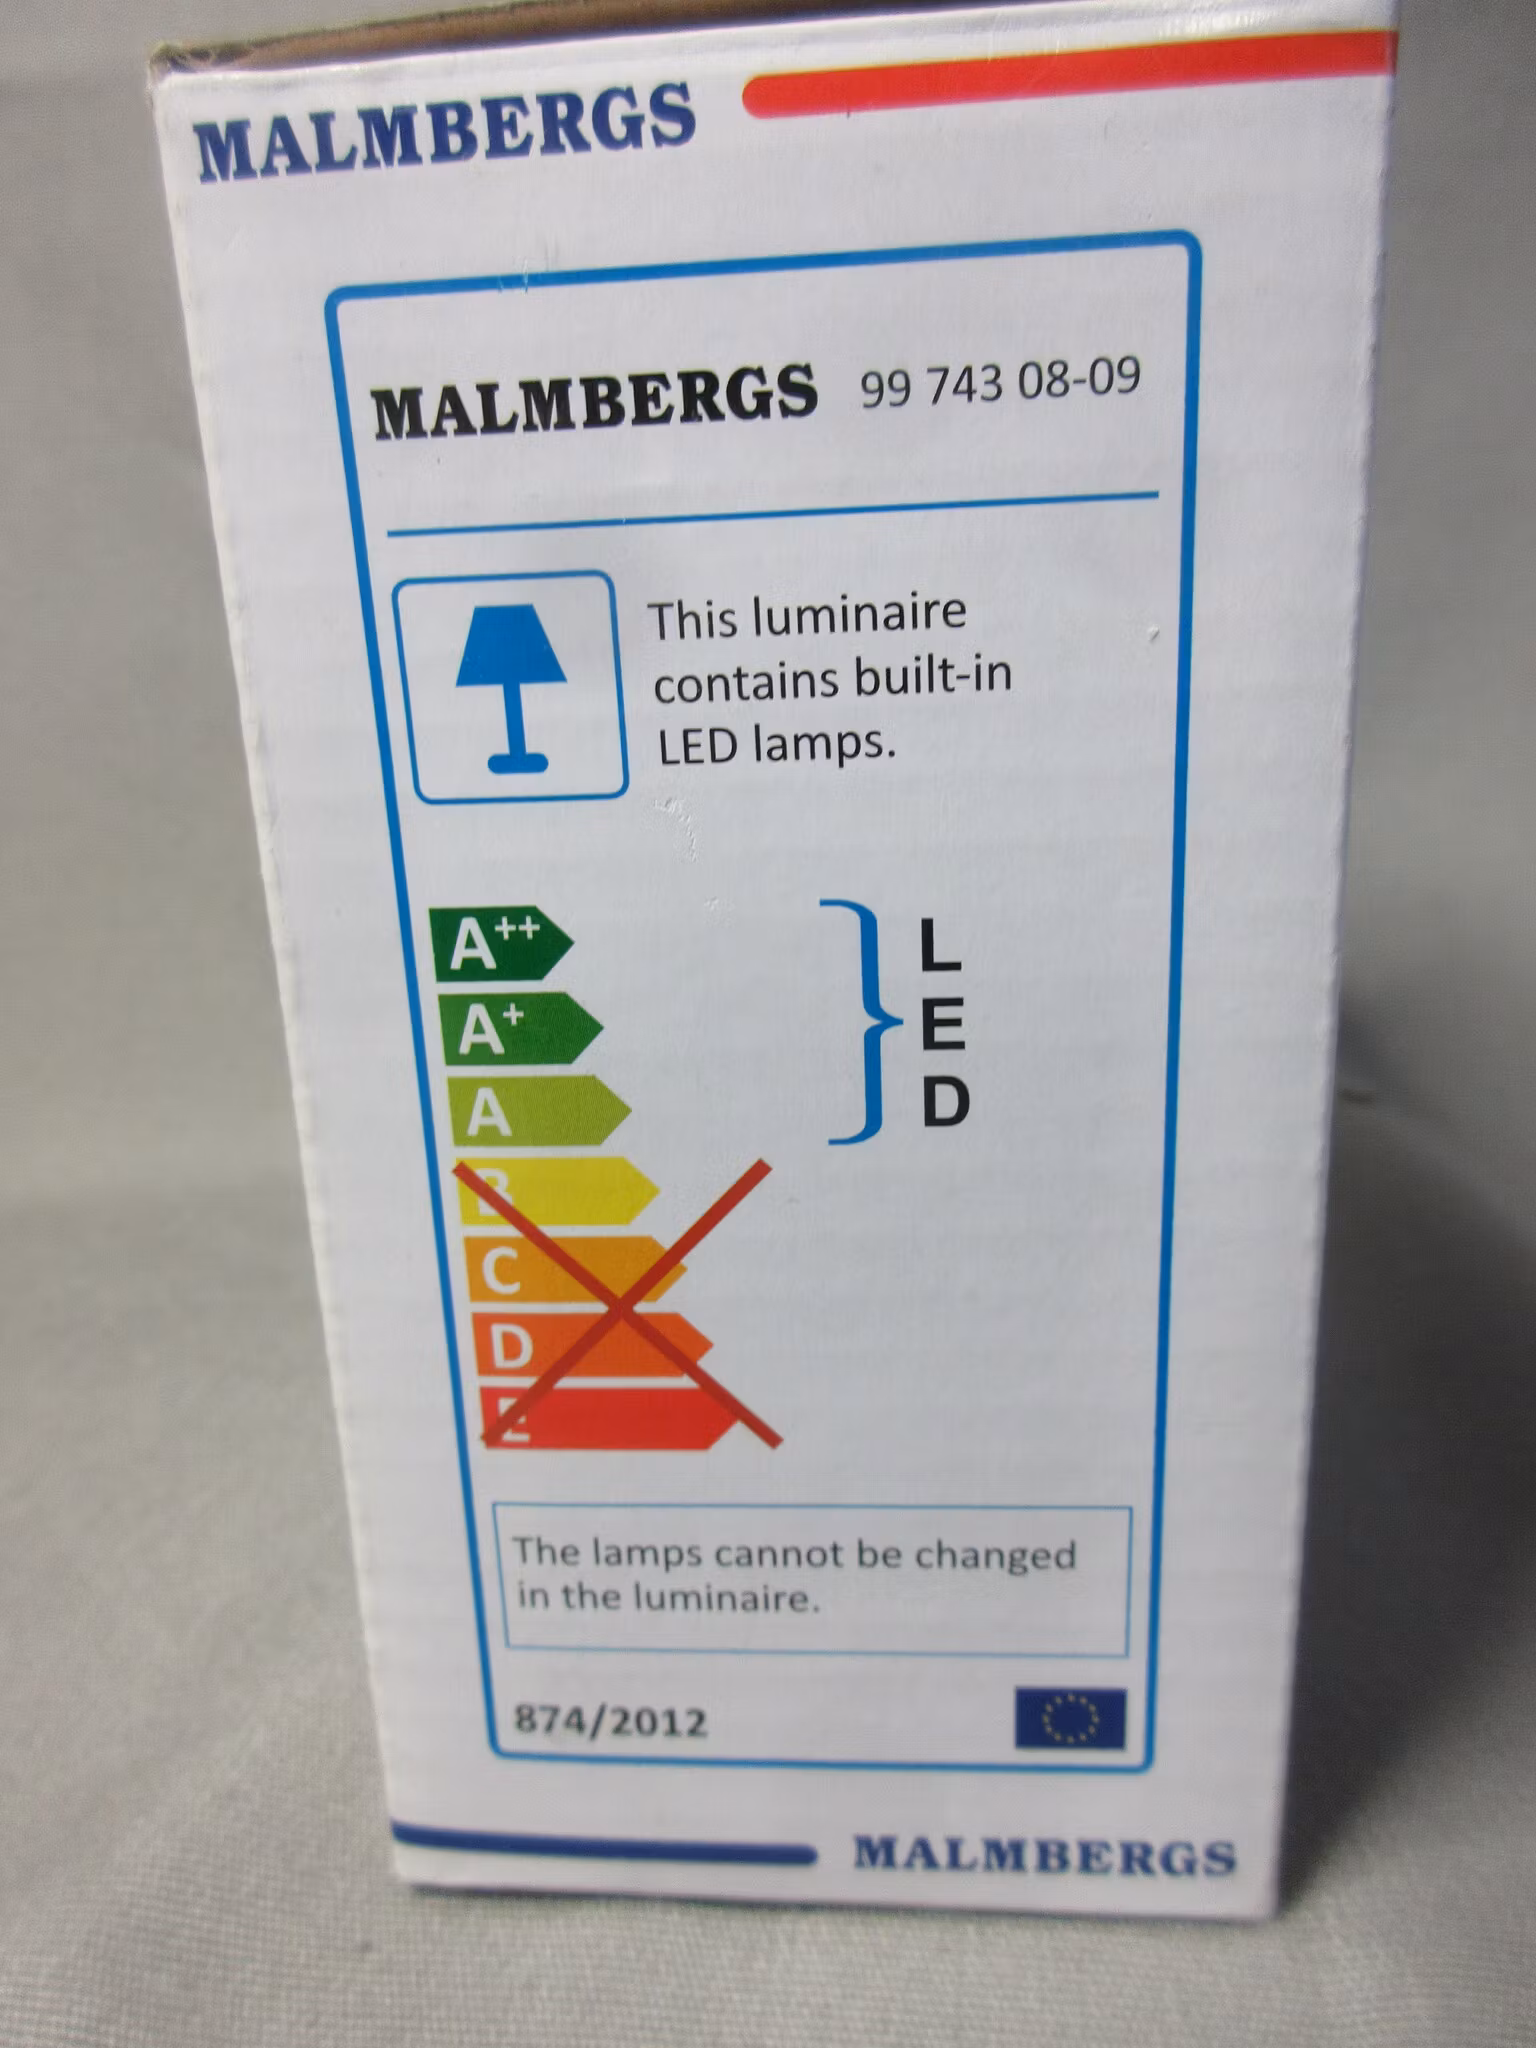 MALMBERGS
MALMBERGS 99 743 08-09
This luminaire
contains built-in
LED lamps.
A++
A+
A
L
E
D
B
C
D
E
The lamps cannot be changed
in the luminaire.
874/2012
MALMBERGS